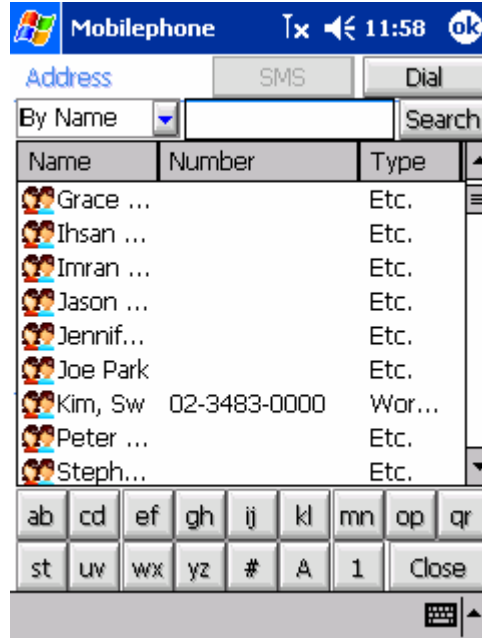 Mobilephone 11:58 ok
Address SMS Dial
By Name Search
Name Number Type
Grace ... Etc.
Ihsan ... Etc.
Imran ... Etc.
Jason ... Etc.
Jennif... Etc.
Joe Park Etc.
Kim, Sw 02-3483-0000 Wor...
Peter ... Etc.
Steph... Etc.
ab cd ef gh ij kl mn op qr
st uv wx yz # A 1 Close